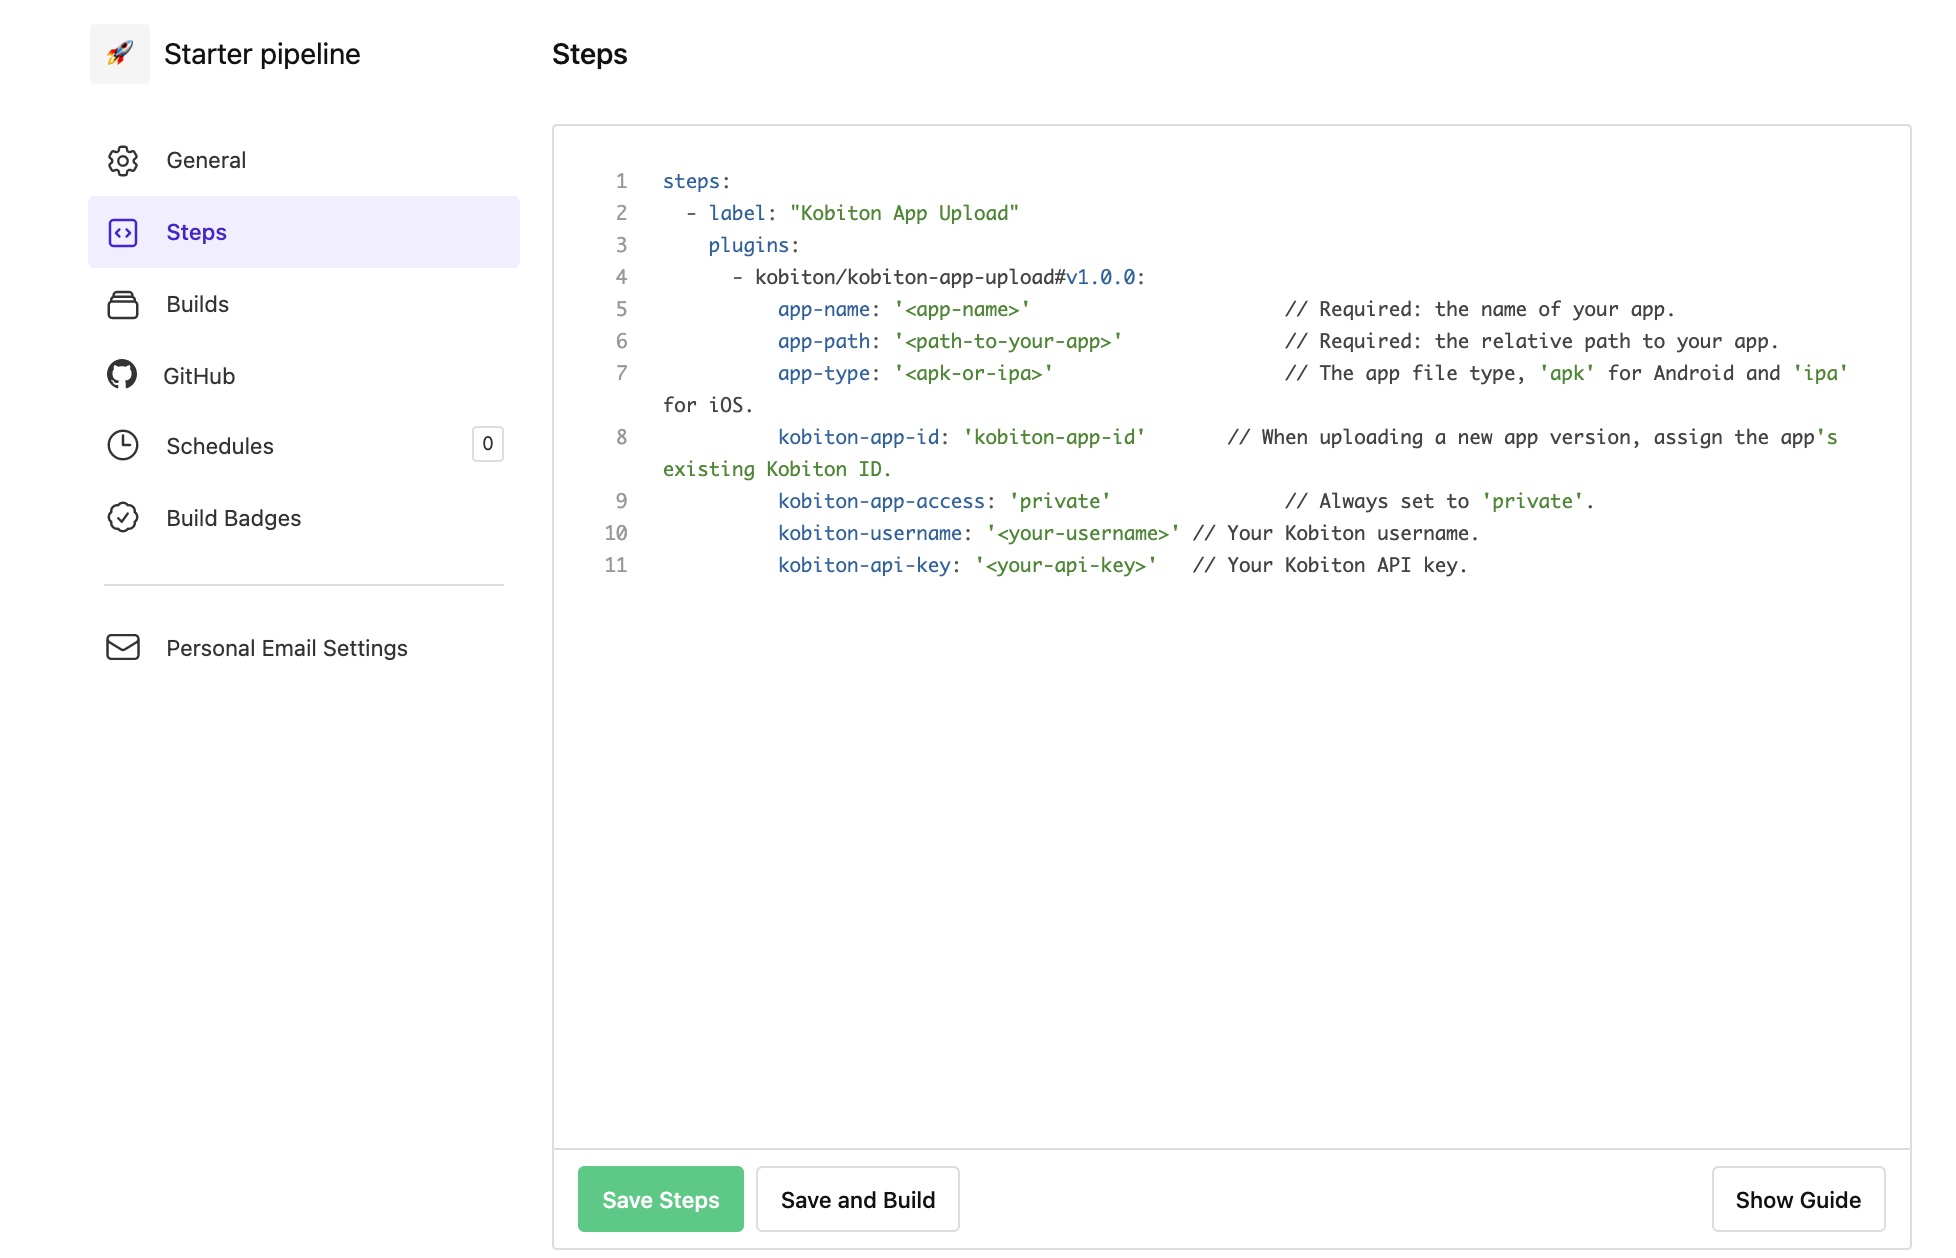 Starter pipeline
General
Steps
Builds
GitHub
Schedules 0
Build Badges
Personal Email Settings
Steps
1 steps:
2   - label: "Kobiton App Upload"
3     plugins:
4       - kobiton/kobiton-app-upload#v1.0.0:
5           app-name: '<app-name>'                      // Required: the name of your app.
6           app-path: '<path-to-your-app>'              // Required: the relative path to your app.
7           app-type: '<apk-or-ipa>'                    // The app file type, 'apk' for Android and 'ipa'
for iOS.
8           kobiton-app-id: 'kobiton-app-id'       // When uploading a new app version, assign the app's
existing Kobiton ID.
9           kobiton-app-access: 'private'               // Always set to 'private'.
10          kobiton-username: '<your-username>' // Your Kobiton username.
11          kobiton-api-key: '<your-api-key>'   // Your Kobiton API key.
Save Steps
Save and Build
Show Guide